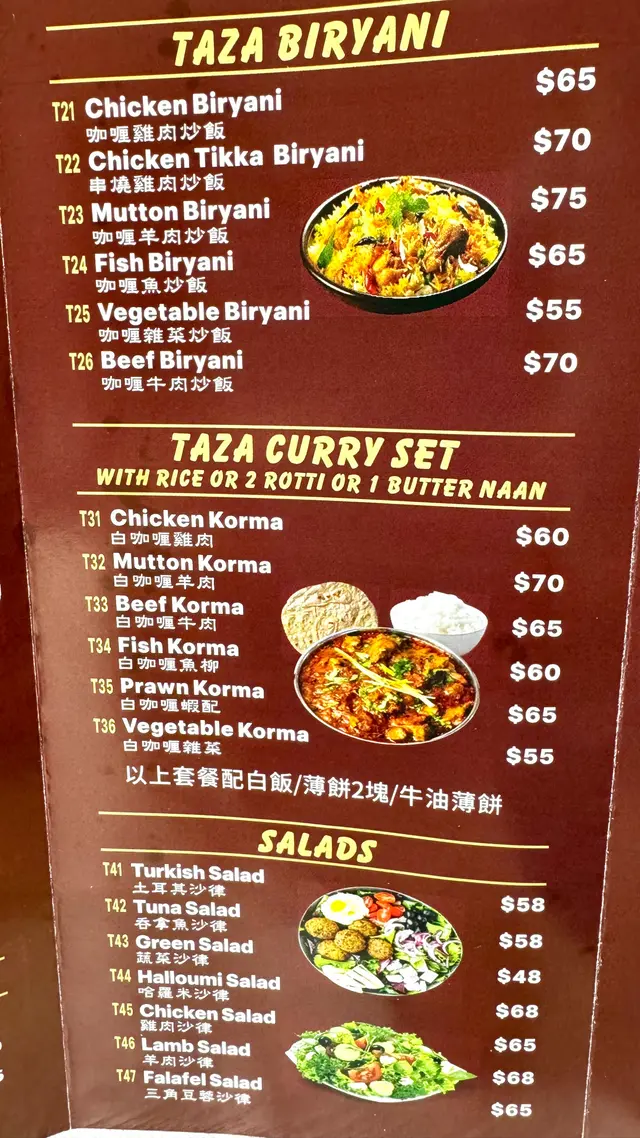 TAZA BIRYANI
T21 Chicken Biryani $65
咖喱雞肉炒飯
T22 Chicken Tikka Biryani $70
串燒雞肉炒飯
T23 Mutton Biryani $75
咖喱羊肉炒飯
T24 Fish Biryani $65
咖喱魚炒飯
T25 Vegetable Biryani $55
咖喱雜菜炒飯
T26 Beef Biryani $70
咖喱牛肉炒飯
TAZA CURRY SET
WITH RICE OR 2 ROTTI OR 1 BUTTER NAAN
T31 Chicken Korma $60
白咖喱雞肉
T32 Mutton Korma $70
白咖喱羊肉
T33 Beef Korma $65
白咖喱牛肉
T34 Fish Korma $60
白咖喱魚柳
T35 Prawn Korma $65
白咖喱蝦配
T36 Vegetable Korma $55
白咖喱雜菜
以上套餐配白飯/薄餅2塊/牛油薄餅
SALADS
T41 Turkish Salad $58
土耳其沙律
T42 Tuna Salad $58
吞拿魚沙律
T43 Green Salad $48
蔬菜沙律
T44 Halloumi Salad $68
哈羅米沙律
T45 Chicken Salad $65
雞肉沙律
T46 Lamb Salad $68
羊肉沙律
T47 Falafel Salad $65
三角豆蓉沙律